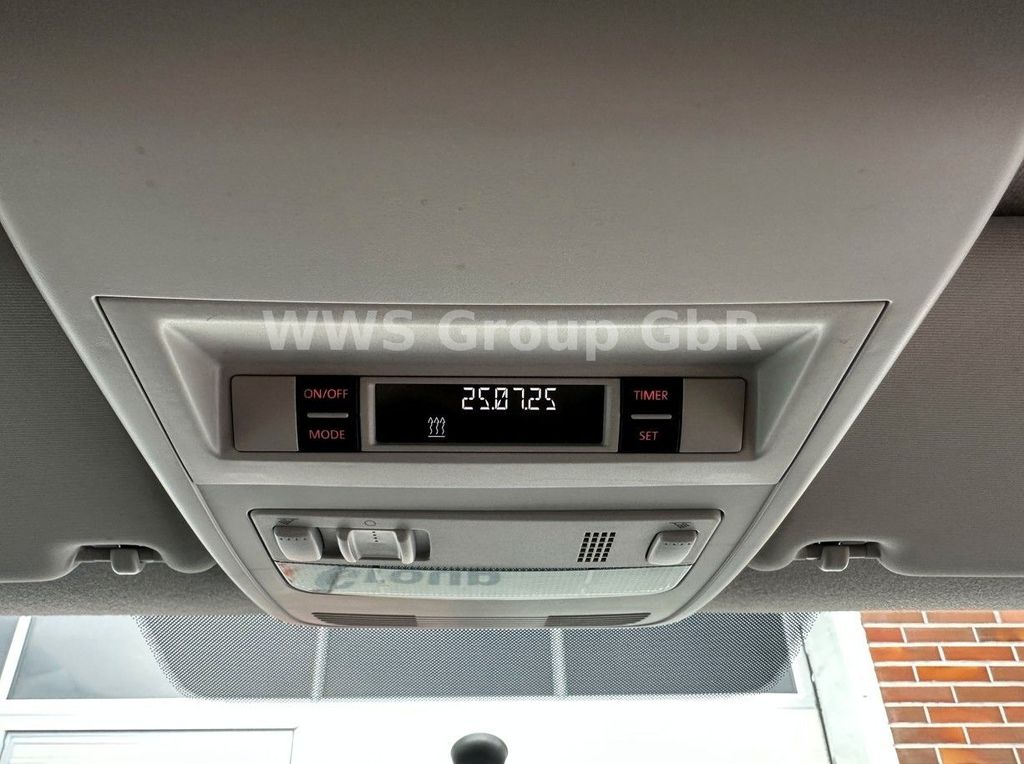 WWS Group GbR
ON/OFF 25.07.25 TIMER
MODE SET